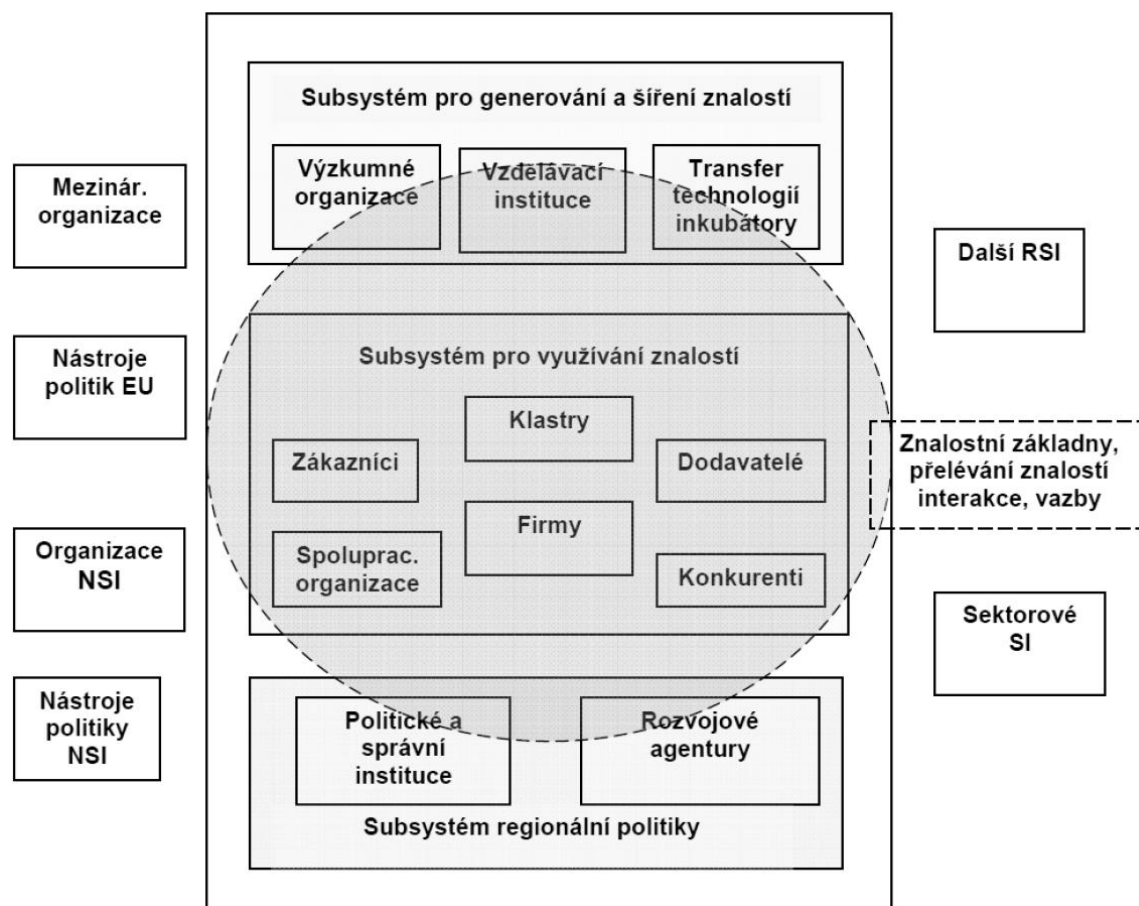 Subsystém pro generování a šíření znalostí
Výzkumné
organizace
Vzdělávací
instituce
Transfer
technologií
inkubátory
Mezinár.
organizace
Nástroje
politik EU
Organizace
NSI
Nástroje
politiky
NSI
Subsystém pro využívání znalostí
Klastry
Zákazníci
Dodavatelé
Firmy
Spoluprac.
organizace
Konkurenti
Další RSI
Znalostní základny,
přelévání znalostí
interakce, vazby
Sektorové
SI
Politické a
správní
instituce
Rozvojové
agentury
Subsystém regionální politiky